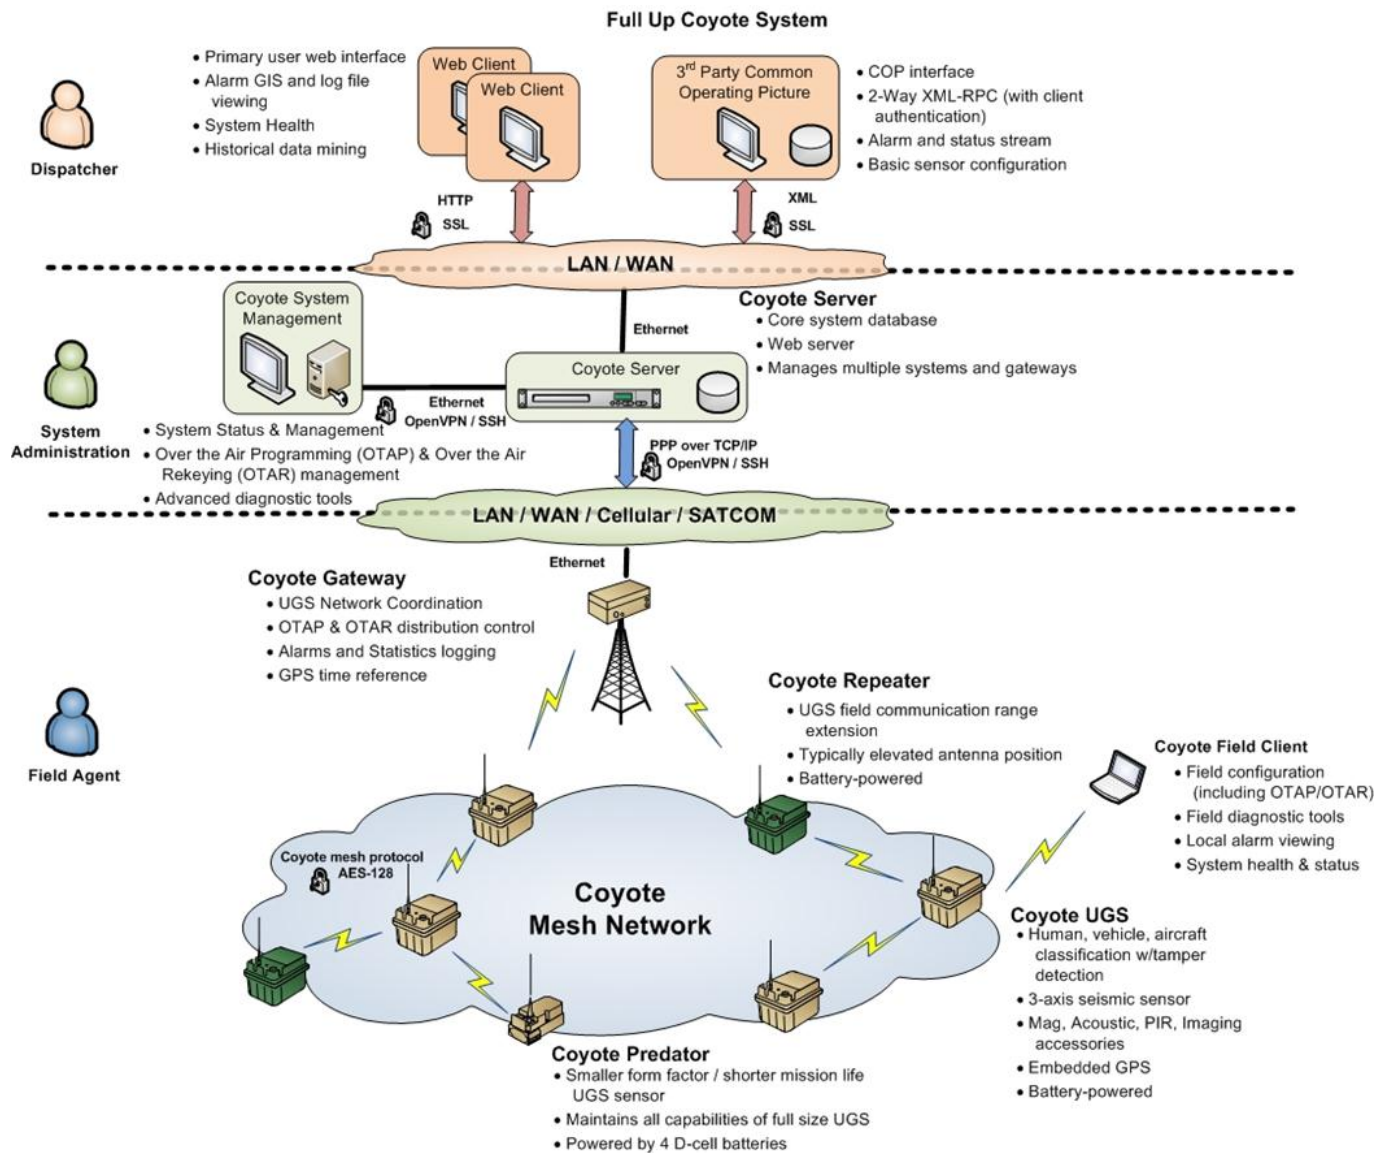 Full Up Coyote System
• Primary user web interface
• Alarm GIS and log file
viewing
• System Health
• Historical data mining
Web Client
Web Client
3rd Party Common
Operating Picture
• COP interface
• 2-Way XML-RPC (with client
authentication)
• Alarm and status stream
• Basic sensor configuration
Dispatcher
HTTP
SSL
XML
SSL
LAN / WAN
Coyote System
Management
Ethernet
Coyote Server
• Core system database
• Web server
• Manages multiple systems and gateways
Coyote Server
Ethernet
OpenVPN / SSH
System
Administration
• System Status & Management
• Over the Air Programming (OTAP) & Over the Air
Rekeying (OTAR) management
• Advanced diagnostic tools
PPP over TCP/IP
OpenVPN / SSH
LAN / WAN / Cellular / SATCOM
Ethernet
Coyote Gateway
• UGS Network Coordination
• OTAP & OTAR distribution control
• Alarms and Statistics logging
• GPS time reference
Field Agent
Coyote Repeater
• UGS field communication range
extension
• Typically elevated antenna position
• Battery-powered
Coyote Field Client
• Field configuration
(including OTAP/OTAR)
• Field diagnostic tools
• Local alarm viewing
• System health & status
Coyote mesh protocol
AES-128
Coyote
Mesh Network
Coyote UGS
• Human, vehicle, aircraft
classification w/tamper
detection
• 3-axis seismic sensor
• Mag, Acoustic, PIR, Imaging
accessories
• Embedded GPS
• Battery-powered
Coyote Predator
• Smaller form factor / shorter mission life
UGS sensor
• Maintains all capabilities of full size UGS
• Powered by 4 D-cell batteries